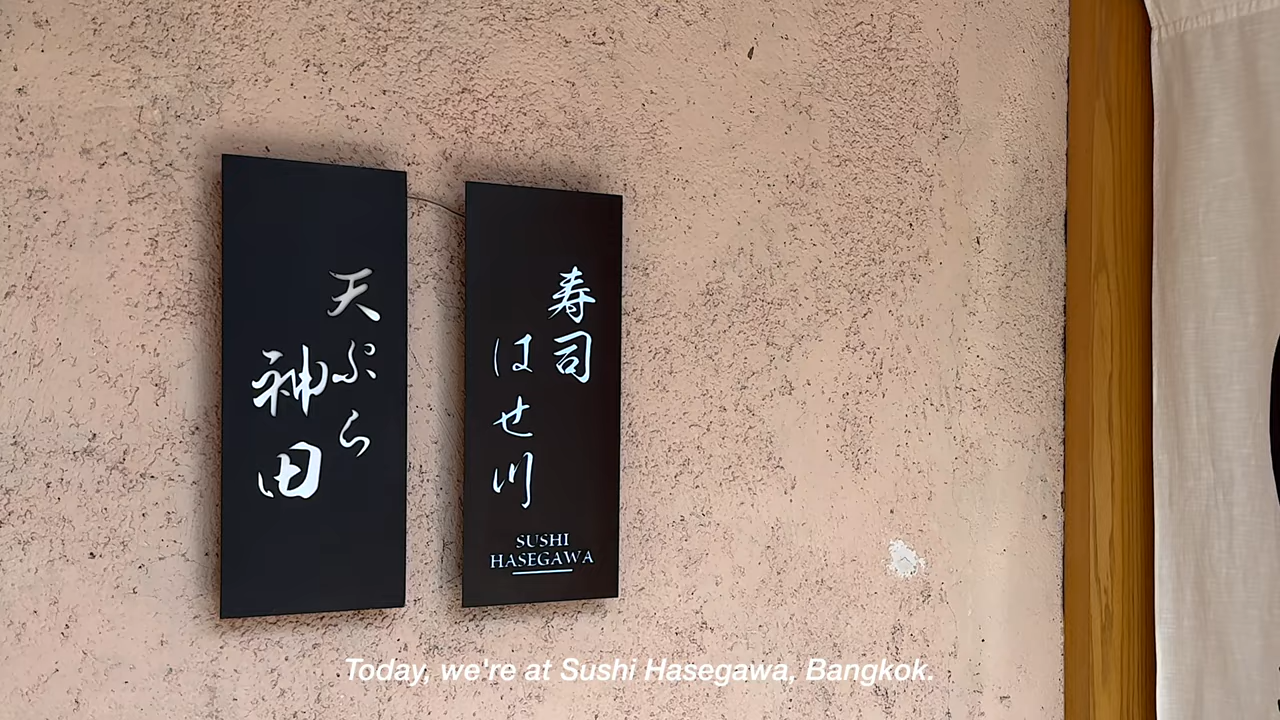 天ぷら
神田
寿司
はせ川
SUSHI
HASEGAWA
Today, we're at Sushi Hasegawa, Bangkok.